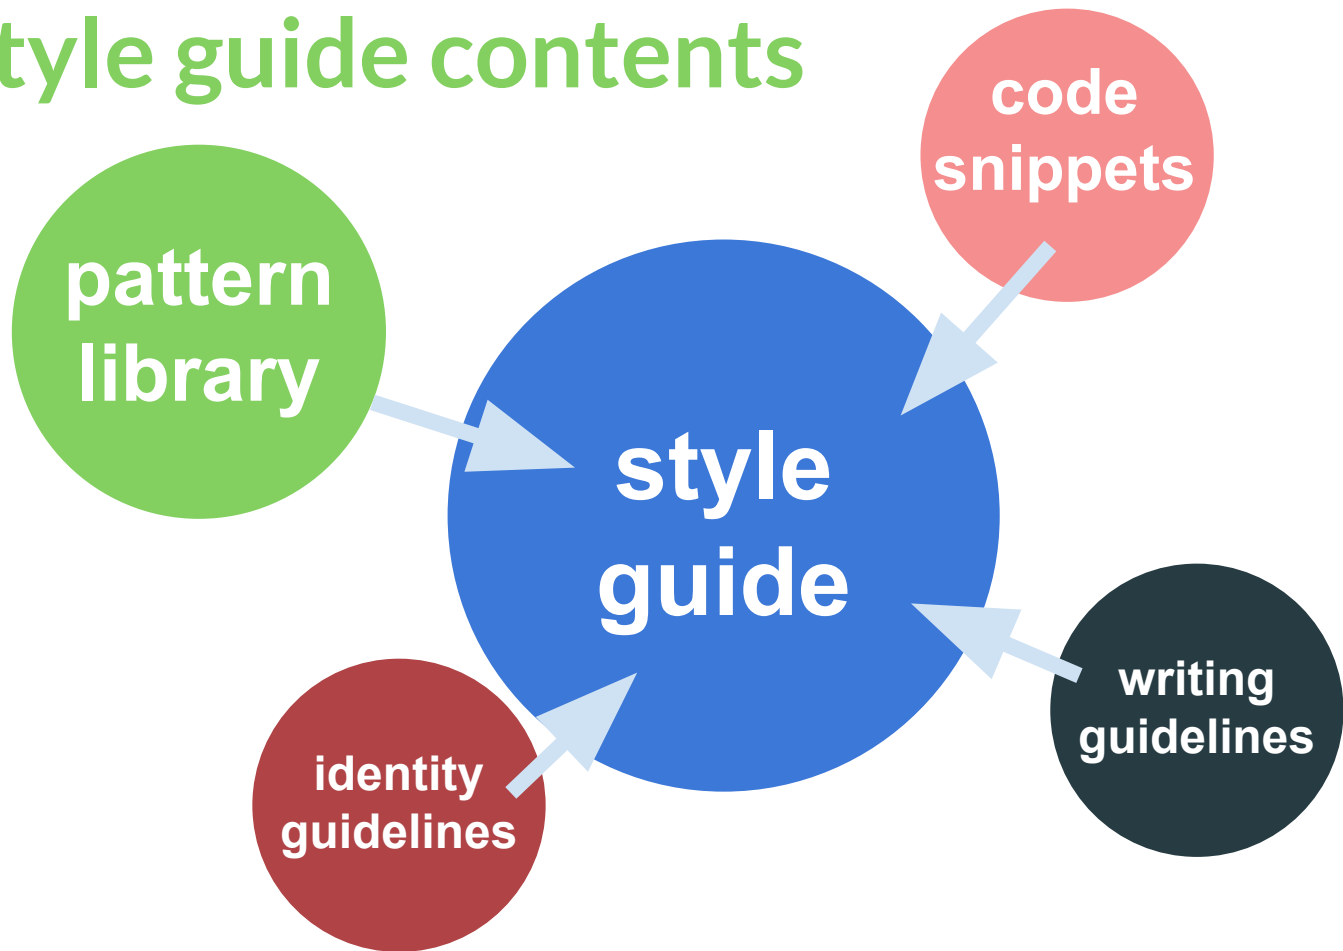 tyle guide contents
code
snippets
pattern
library
style
guide
writing
guidelines
identity
guidelines